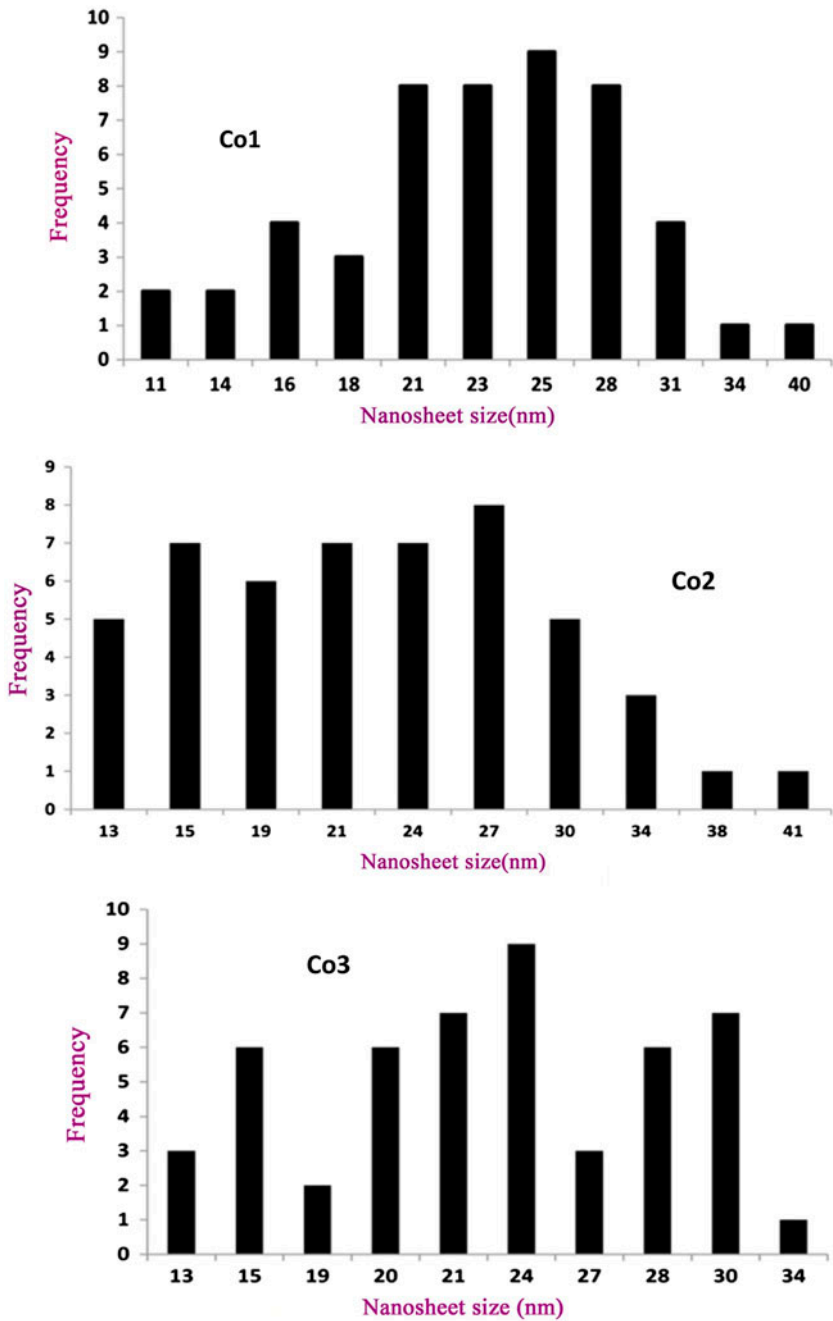 10
9
8
7
6
5
4
3
2
1
0
Frequency
Co1
11 14 16 18 21 23 25 28 31 34 40
Nanosheet size(nm)
9
8
7
6
5
4
3
2
1
0
Frequency
Co2
13 15 19 21 24 27 30 34 38 41
Nanosheet size(nm)
10
9
8
7
6
5
4
3
2
1
0
Frequency
Co3
13 15 19 20 21 24 27 28 30 34
Nanosheet size (nm)